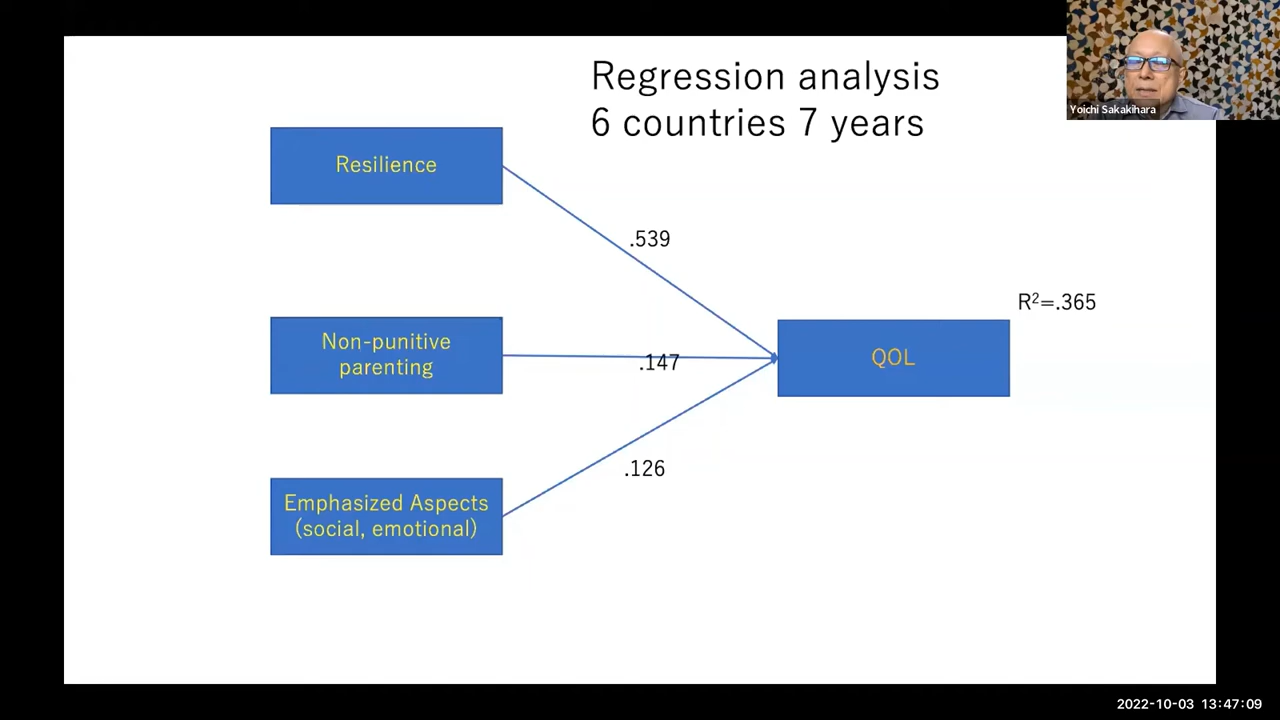 Regression analysis
6 countries 7 years
Yoichi Sakakihara
Resilience
.539
R²=.365
Non-punitive
parenting
.147
QOL
.126
Emphasized Aspects
(social, emotional)
2022-10-03 13:47:09